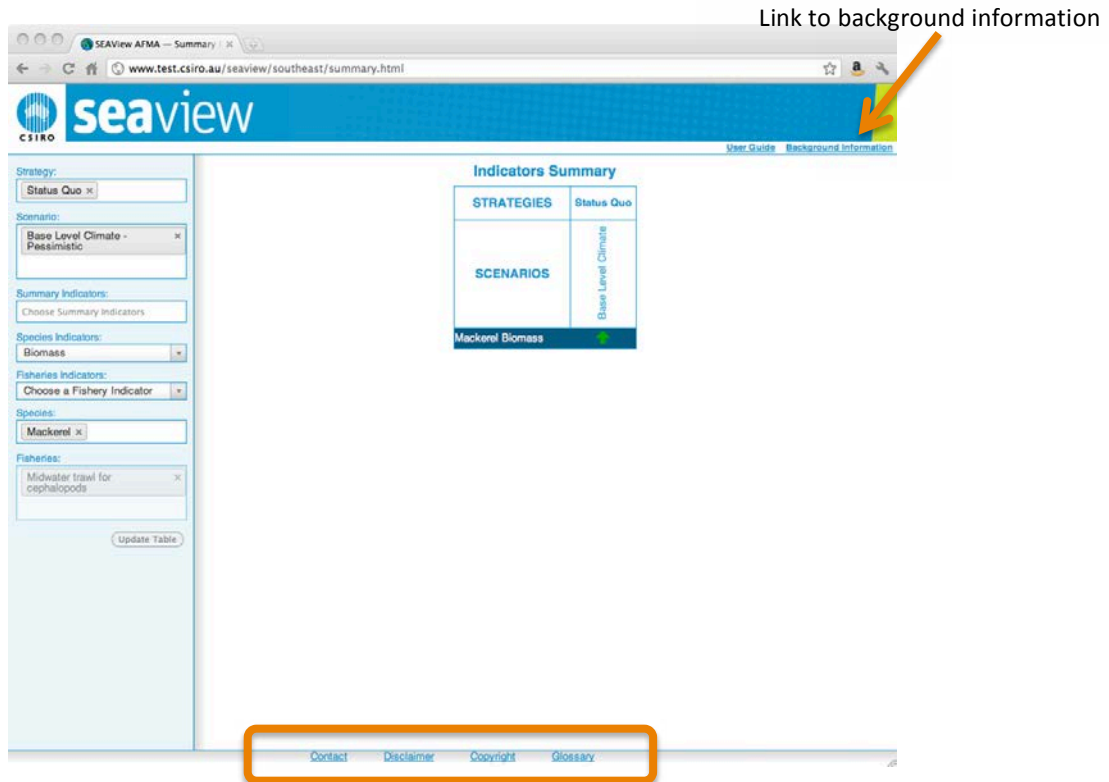 Link to background information
SEAView AFMA — Summary
www.test.csiro.au/seaview/southeast/summary.html
CSIRO
seaview
User Guide Background Information
Strategy:
Status Quo ×
Scenario:
Base Level Climate - ×
Pessimistic
Summary Indicators:
Choose Summary Indicators
Species Indicators:
Biomass
Fisheries Indicators:
Choose a Fishery Indicator
Species:
Mackerel ×
Fisheries:
Midwater trawl for ×
cephalopods
Update Table
Indicators Summary
STRATEGIES Status Quo
SCENARIOS Base Level Climate
Mackerel Biomass
Contact Disclaimer Copyright Glossary